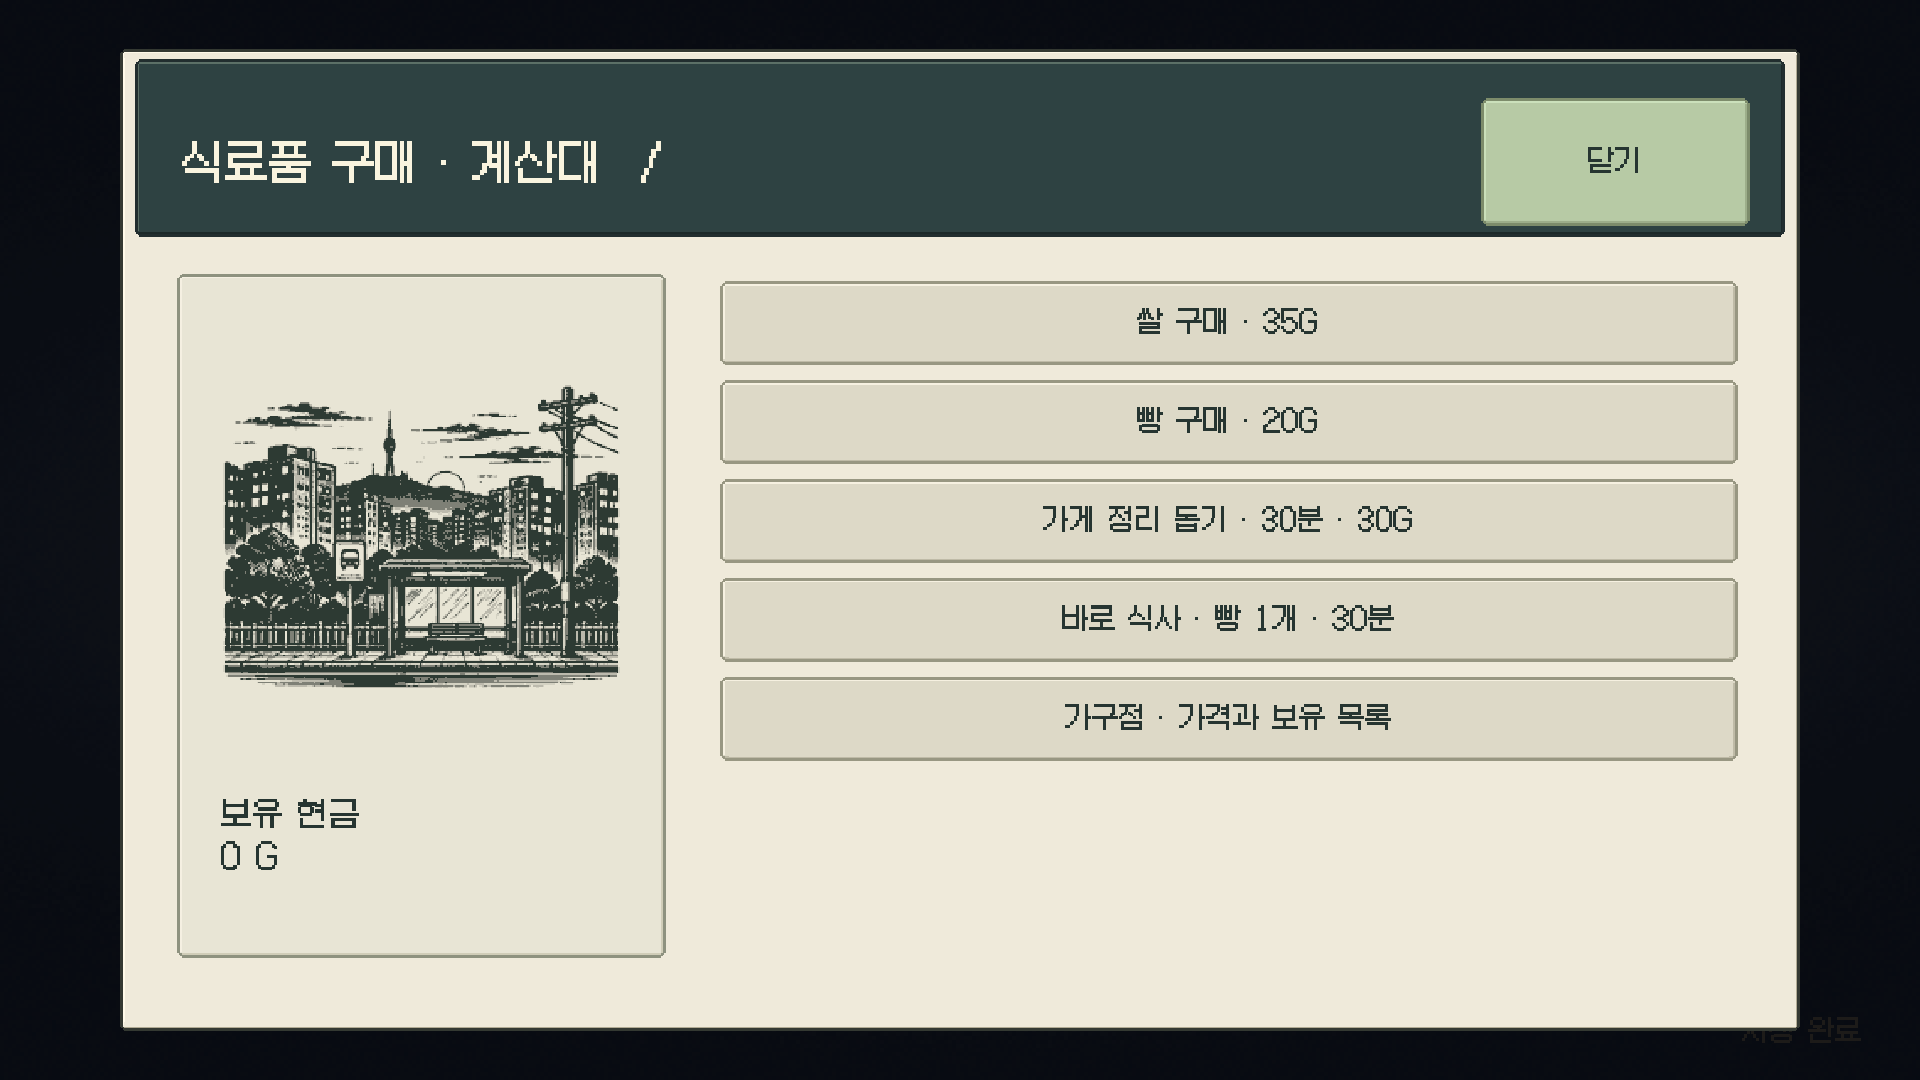 식료품 구매 · 계산대 /
닫기
쌀 구매 · 35G
빵 구매 · 20G
가게 정리 돕기 · 30분 · 30G
바로 식사 · 빵 1개 · 30분
가구점 · 가격과 보유 목록
보유 현금
0 G
완료